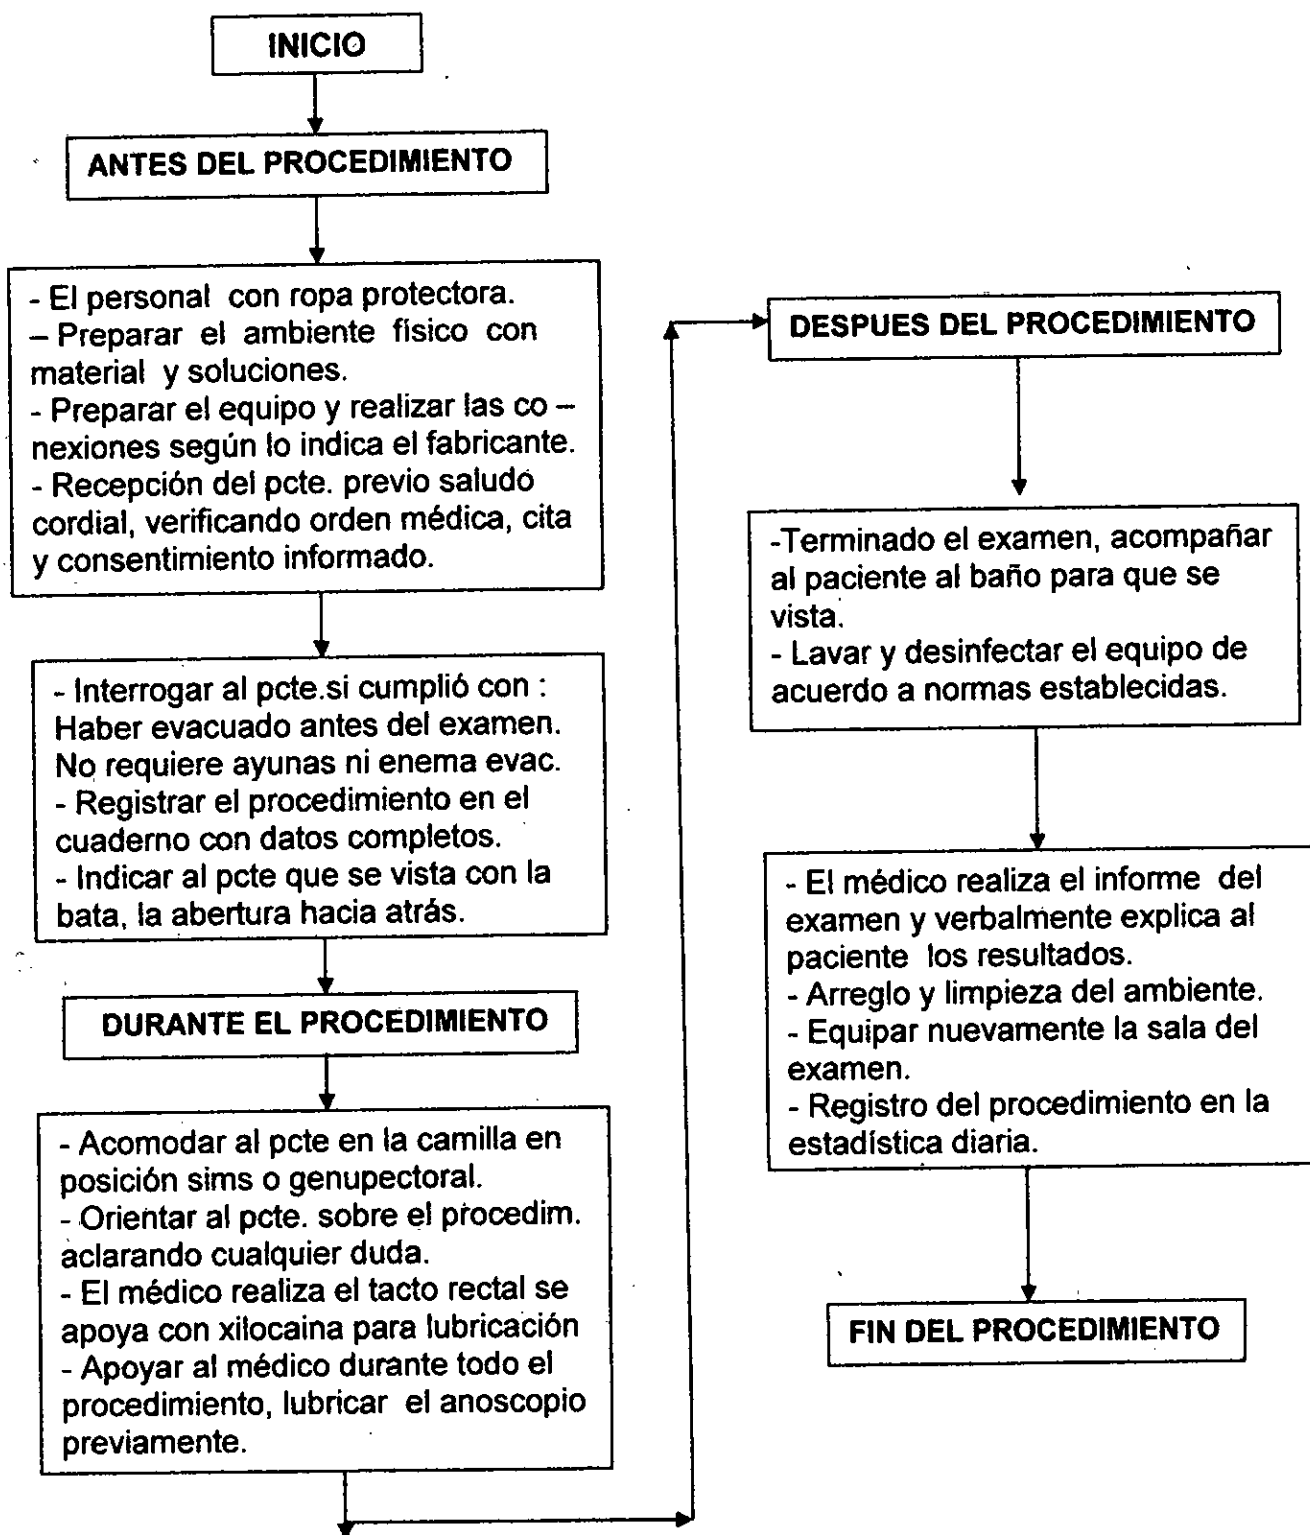 INICIO
ANTES DEL PROCEDIMIENTO
- El personal con ropa protectora.
– Preparar el ambiente físico con
material y soluciones.
- Preparar el equipo y realizar las co –
nexiones según lo indica el fabricante.
- Recepción del pcte. previo saludo
cordial, verificando orden médica, cita
y consentimiento informado.
- Interrogar al pcte.si cumplió con :
Haber evacuado antes del examen.
No requiere ayunas ni enema evac.
- Registrar el procedimiento en el
cuaderno con datos completos.
- Indicar al pcte que se vista con la
bata, la abertura hacia atrás.
DURANTE EL PROCEDIMIENTO
- Acomodar al pcte en la camilla en
posición sims o genupectoral.
- Orientar al pcte. sobre el procedim.
aclarando cualquier duda.
- El médico realiza el tacto rectal se
apoya con xilocaina para lubricación
- Apoyar al médico durante todo el
procedimiento, lubricar el anoscopio
previamente.
DESPUES DEL PROCEDIMIENTO
-Terminado el examen, acompañar
al paciente al baño para que se
vista.
- Lavar y desinfectar el equipo de
acuerdo a normas establecidas.
- El médico realiza el informe del
examen y verbalmente explica al
paciente los resultados.
- Arreglo y limpieza del ambiente.
- Equipar nuevamente la sala del
examen.
- Registro del procedimiento en la
estadística diaria.
FIN DEL PROCEDIMIENTO